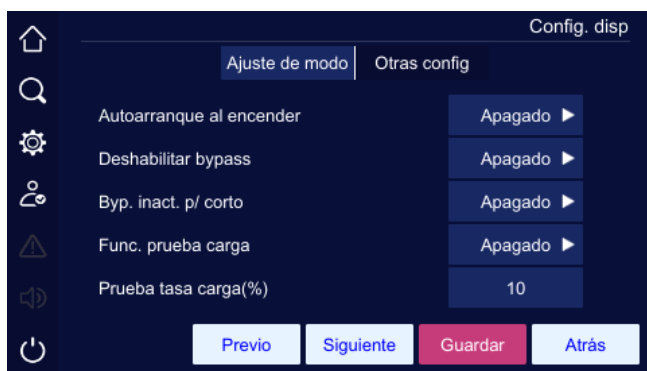 Config. disp
Ajuste de modo Otras config
Autoarranque al encender Apagado
Deshabilitar bypass Apagado
Byp. inact. p/ corto Apagado
Func. prueba carga Apagado
Prueba tasa carga(%) 10
Previo Siguiente Guardar Atrás